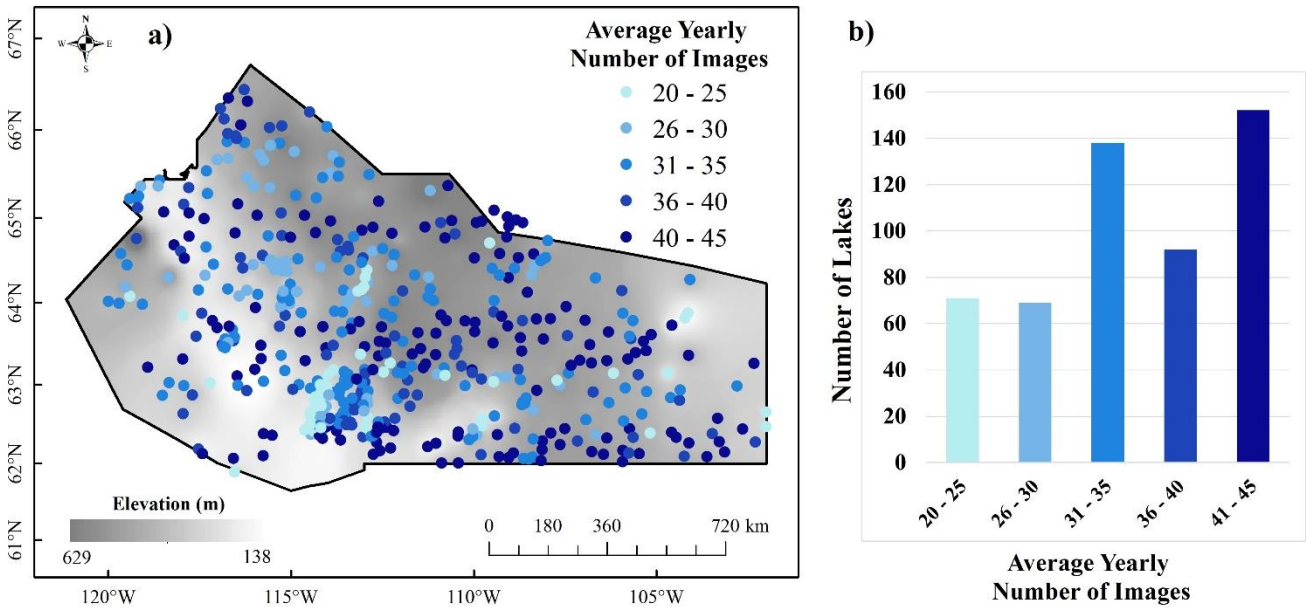 a)
N
W E
S
Average Yearly
Number of Images
20 - 25
26 - 30
31 - 35
36 - 40
40 - 45
67°N
66°N
65°N
64°N
63°N
62°N
61°N
Elevation (m)
629 138
0 180 360 720 km
120°W 115°W 110°W 105°W
b)
Number of Lakes
160
140
120
100
80
60
40
20
0
20 - 25
26 - 30
31 - 35
36 - 40
41 - 45
Average Yearly
Number of Images